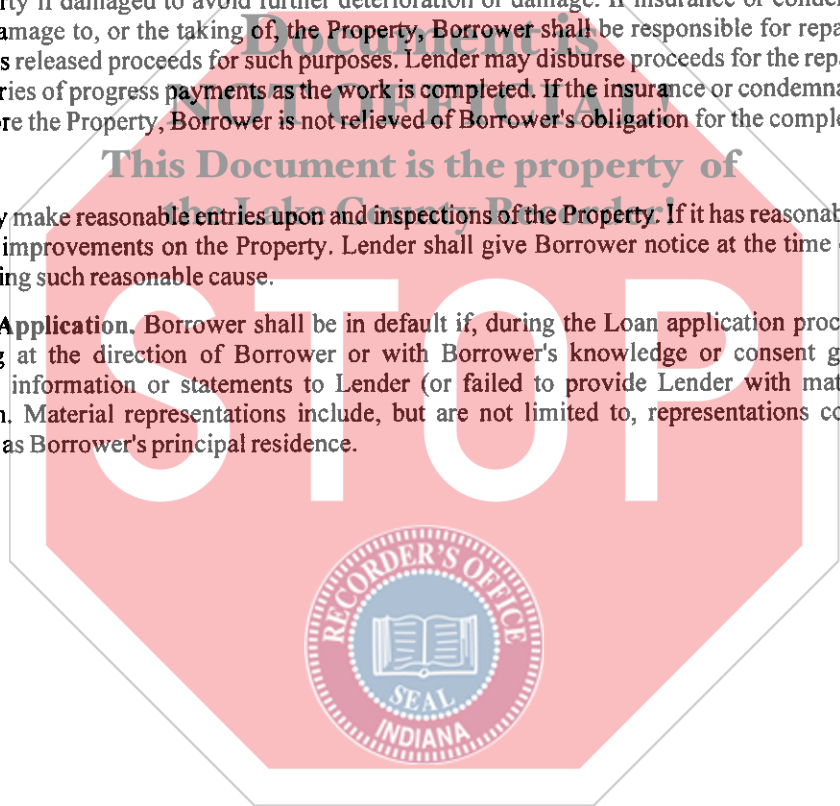 rty if damaged to avoid further deterioration or damage. If insurance or conde
amage to, or the taking of, the Property, Borrower shall be responsible for repa
s released proceeds for such purposes. Lender may disburse proceeds for the rep
ries of progress payments as the work is completed. If the insurance or condemna
re the Property, Borrower is not relieved of Borrower's obligation for the comple
y make reasonable entries upon and inspections of the Property. If it has reasonab
improvements on the Property. Lender shall give Borrower notice at the time
ing such reasonable cause.
Application. Borrower shall be in default if, during the Loan application proc
g at the direction of Borrower or with Borrower's knowledge or consent g
information or statements to Lender (or failed to provide Lender with mat
n. Material representations include, but are not limited to, representations co
as Borrower's principal residence.
Document is
NOT OFFICIAL!
This Document is the property of
the Lake County Recorder!
STOP
RECORDER'S OFFICE
SEAL
INDIANA